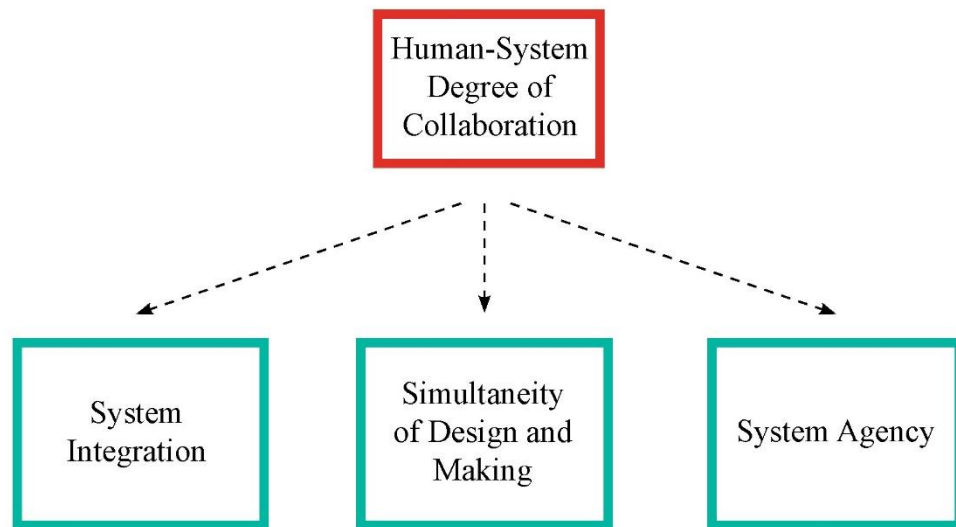 Human-System
Degree of
Collaboration
System
Integration
Simultaneity
of Design and
Making
System Agency